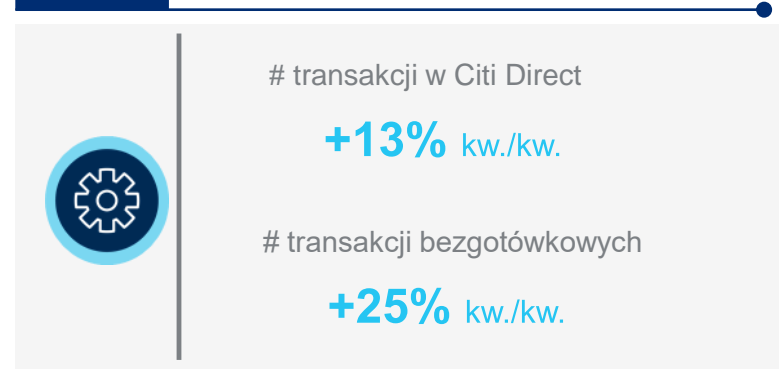 # transakcji w Citi Direct
+13% kw./kw.
# transakcji bezgotówkowych
+25% kw./kw.